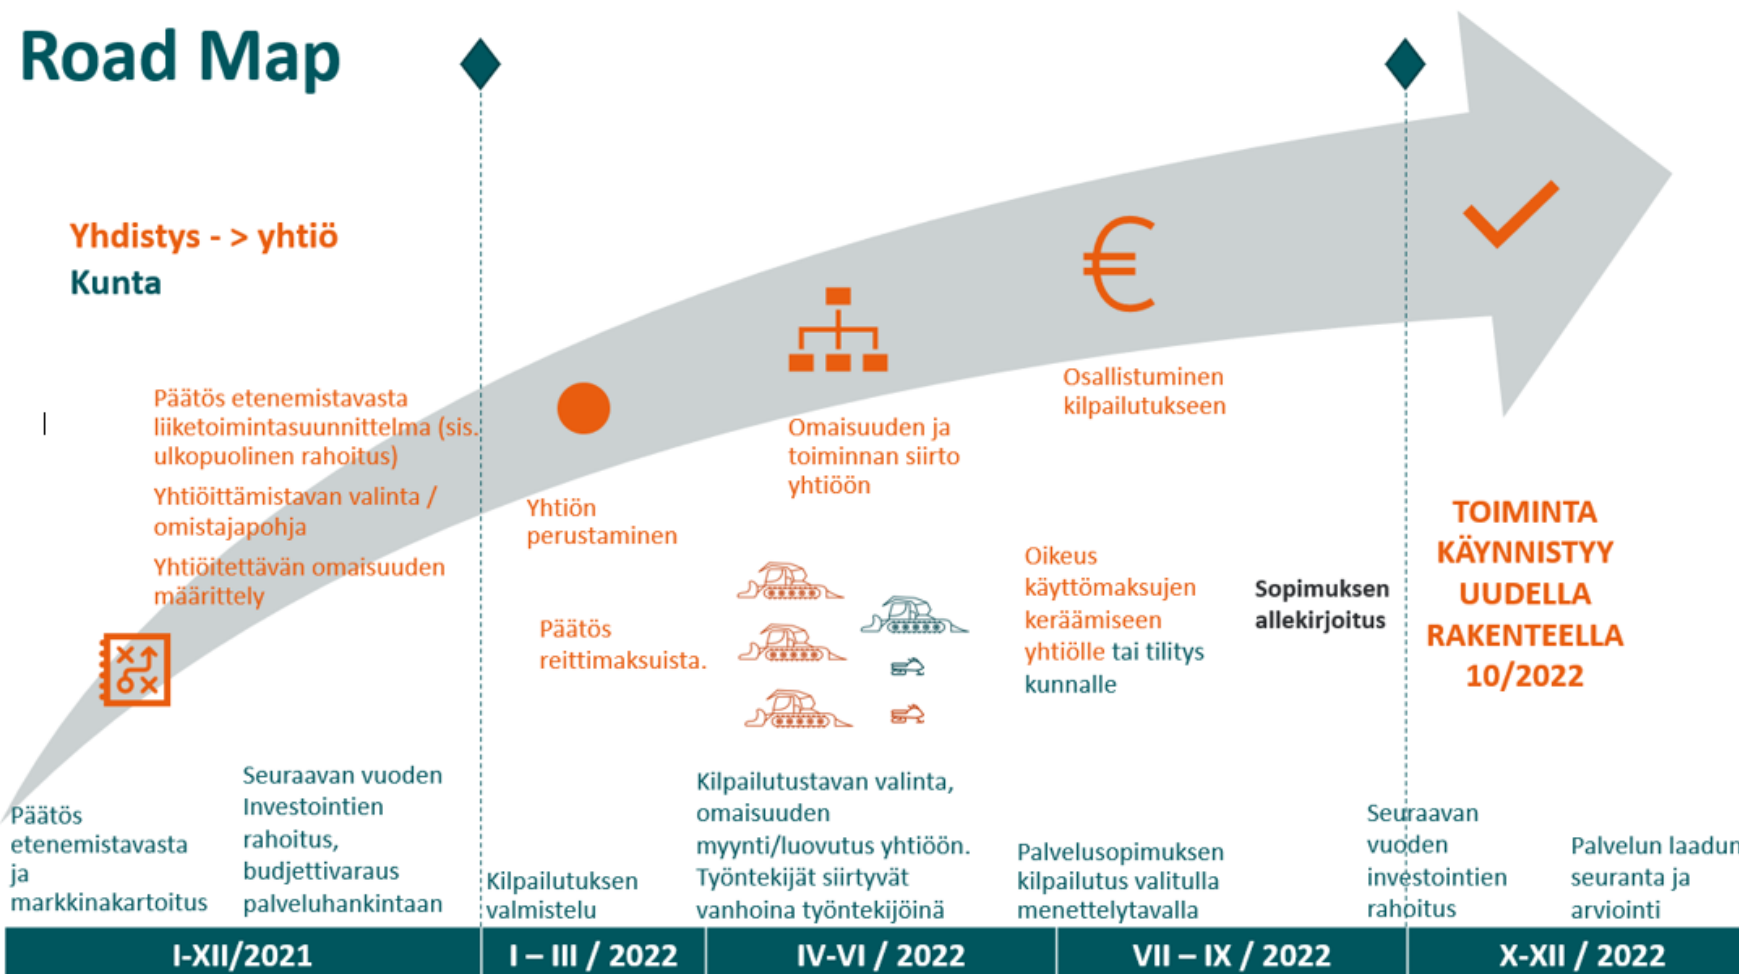 Road Map
Yhdistys - > yhtiö
Kunta
Päätös etenemistavasta
liiketoimintasuunnittelma (sis.
ulkopuolinen rahoitus)
Yhtiöittämistavan valinta /
omistajapohja
Yhtiöitettävän omaisuuden
määrittely
Yhtiön
perustaminen
Päätös
reittimaksuista.
Omaisuuden ja
toiminnan siirto
yhtiöön
€
Osallistuminen
kilpailutukseen
Oikeus
käyttömaksujen
keräämiseen
yhtiölle tai tilitys
kunnalle
Sopimuksen
allekirjoitus
TOIMINTA
KÄYNNISTYY
UUDELLA
RAKENTEELLA
10/2022
Päätös
etenemistavasta
ja
markkinakartoitus
Seuraavan vuoden
Investointien
rahoitus,
budjettivaraus
palveluhankintaan
Kilpailutuksen
valmistelu
Kilpailutustavan valinta,
omaisuuden
myynti/luovutus yhtiöön.
Työntekijät siirtyvät
vanhoina työntekijöinä
Palvelusopimuksen
kilpailutus valitulla
menettelytavalla
Seuraavan
vuoden
investointien
rahoitus
Palvelun laadun
seuranta ja
arviointi
I-XII/2021
I – III / 2022
IV-VI / 2022
VII – IX / 2022
X-XII / 2022